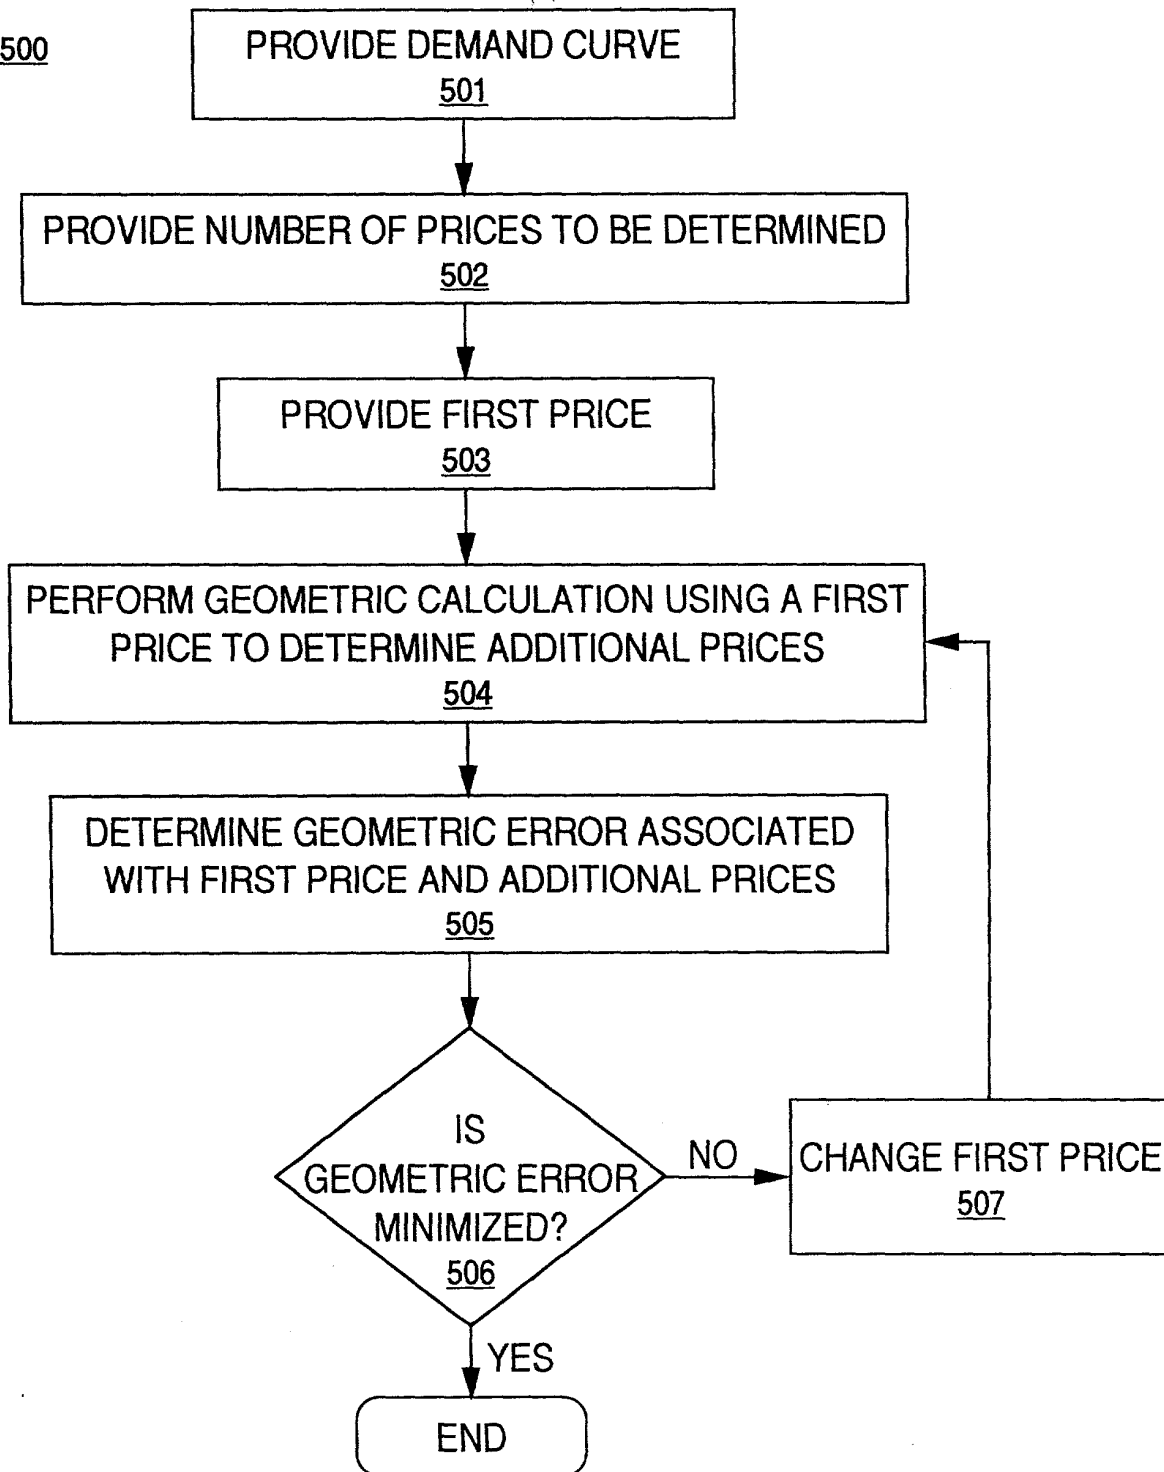 500
PROVIDE DEMAND CURVE
501
PROVIDE NUMBER OF PRICES TO BE DETERMINED
502
PROVIDE FIRST PRICE
503
PERFORM GEOMETRIC CALCULATION USING A FIRST
PRICE TO DETERMINE ADDITIONAL PRICES
504
DETERMINE GEOMETRIC ERROR ASSOCIATED
WITH FIRST PRICE AND ADDITIONAL PRICES
505
IS
GEOMETRIC ERROR
MINIMIZED?
506
NO
CHANGE FIRST PRICE
507
YES
END